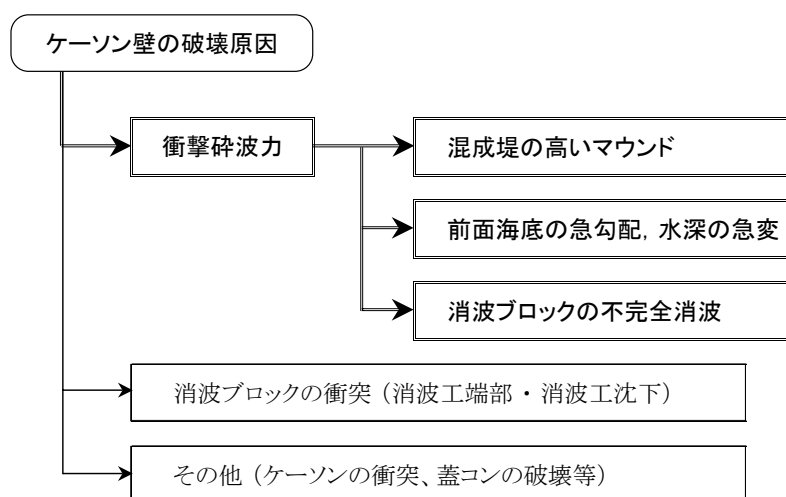 ケーソン壁の破壊原因
衝撃砕波力
混成堤の高いマウンド
前面海底の急勾配, 水深の急変
消波ブロックの不完全消波
消波ブロックの衝突（消波工端部・消波工沈下）
その他（ケーソンの衝突、蓋コンの破壊等）